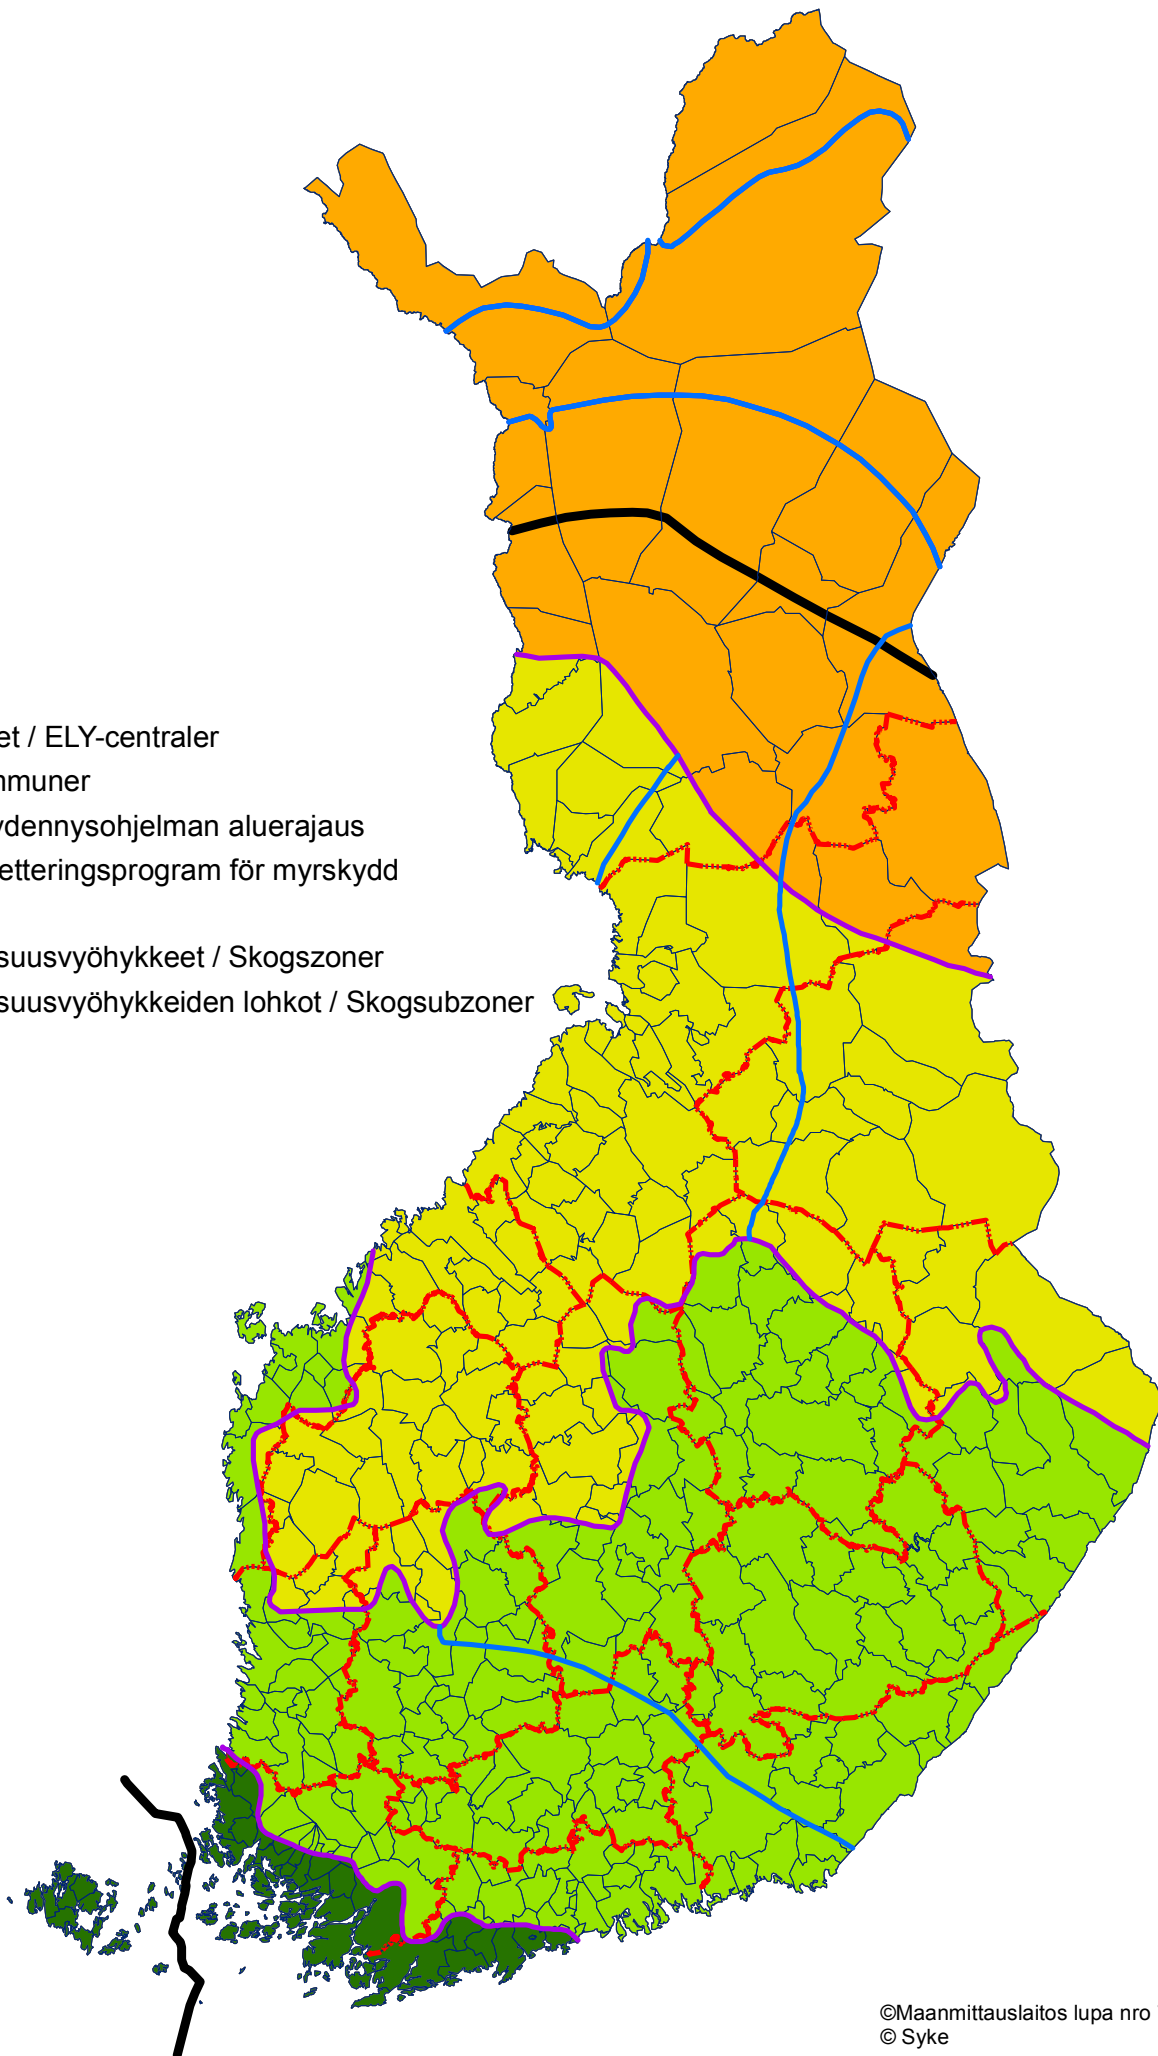 et / ELY-centraler
nmuner
ydennysohjelman aluerajaus
etteringsprogram för myrskydd
suusvyöhykkeet / Skogszoner
suusvyöhykkeiden lohkot / Skogsubzoner
©Maanmittauslaitos lupa nro
© Syke